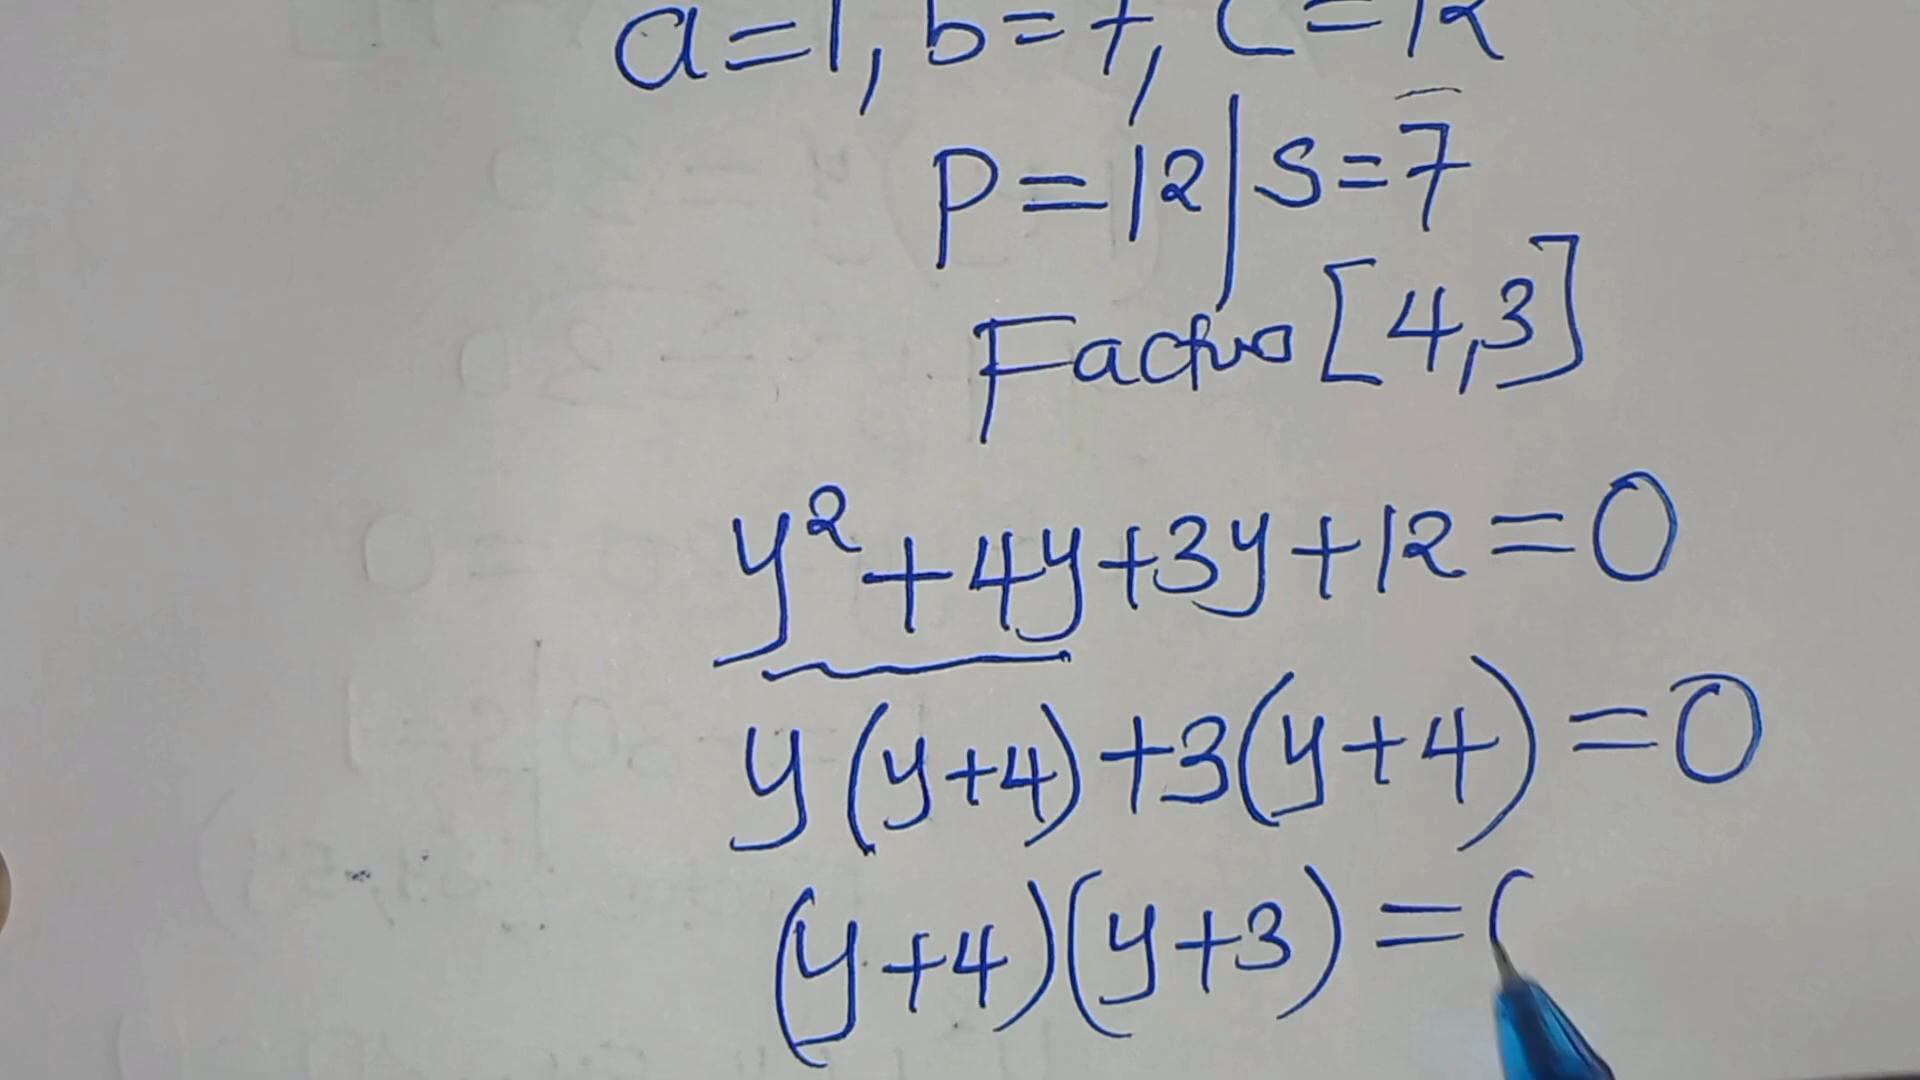 a=1, b=7, c=12
P=12 | S=7
Factors [4,3]
y²+4y+3y+12=0
y(y+4)+3(y+4)=0
(y+4)(y+3)=0